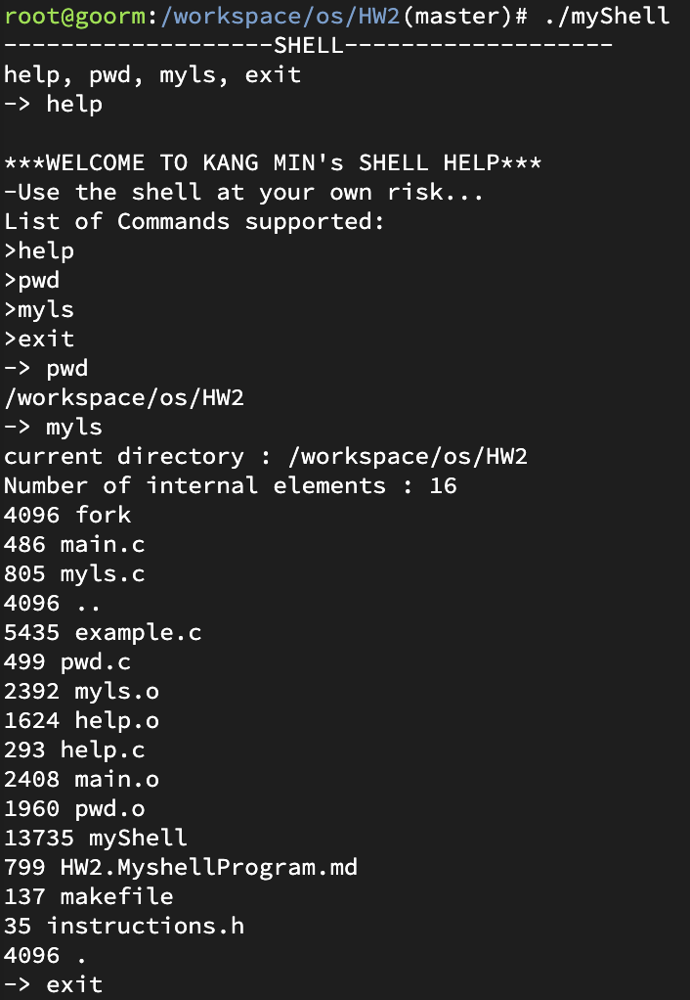 root@goorm:/workspace/os/HW2(master)# ./myShell
-------------------SHELL-------------------
help, pwd, myls, exit
-> help

***WELCOME TO KANG MIN's SHELL HELP***
-Use the shell at your own risk...
List of Commands supported:
>help
>pwd
>myls
>exit
-> pwd
/workspace/os/HW2
-> myls
current directory : /workspace/os/HW2
Number of internal elements : 16
4096 fork
486 main.c
805 myls.c
4096 ..
5435 example.c
499 pwd.c
2392 myls.o
1624 help.o
293 help.c
2408 main.o
1960 pwd.o
13735 myShell
799 HW2.MyshellProgram.md
137 makefile
35 instructions.h
4096 .
-> exit